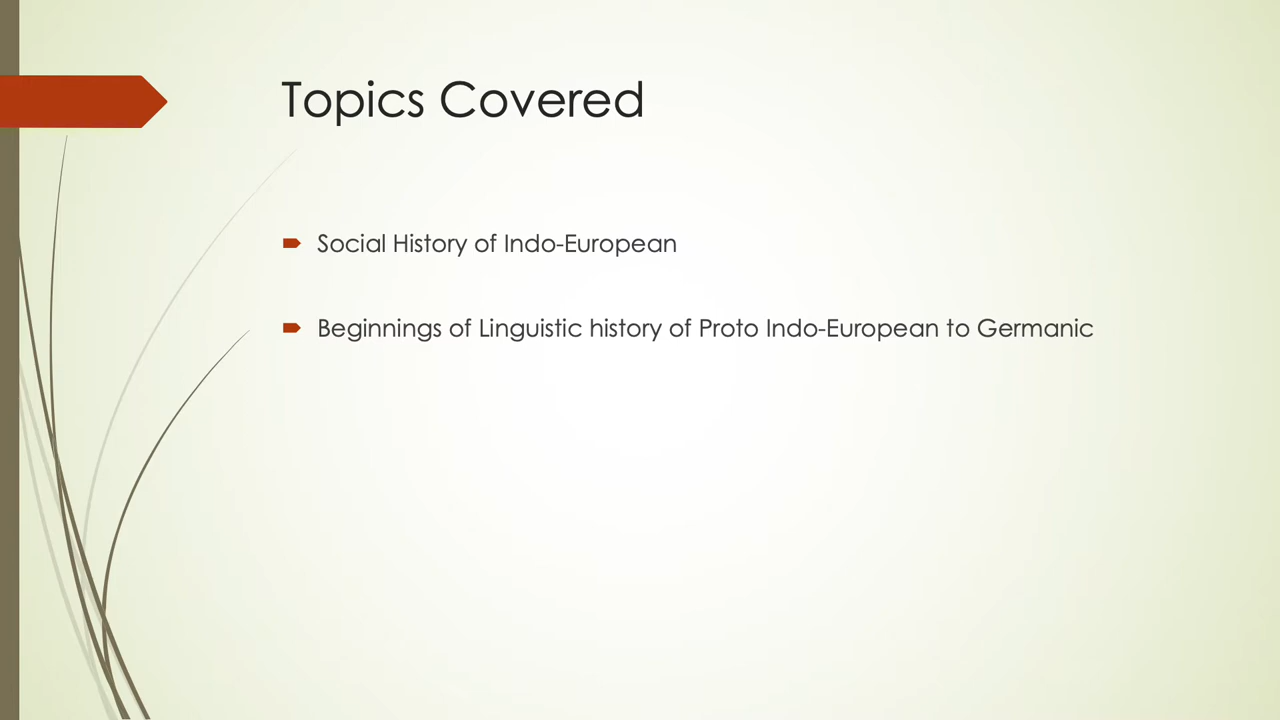 Topics Covered
Social History of Indo-European
Beginnings of Linguistic history of Proto Indo-European to Germanic